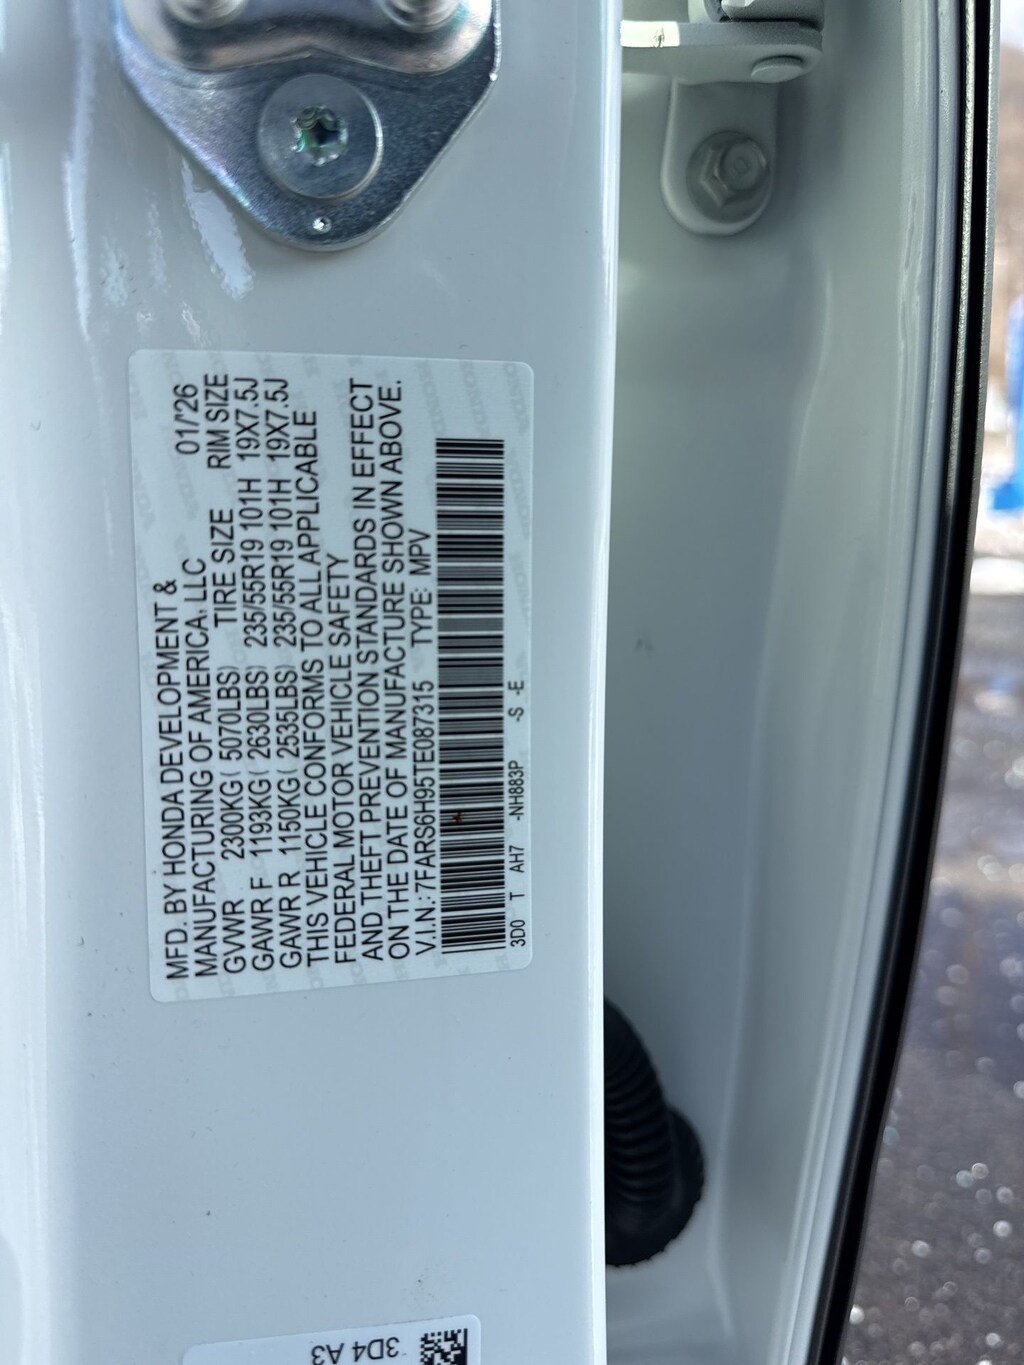 MFD. BY HONDA DEVELOPMENT &
MANUFACTURING OF AMERICA, LLC 01/'26
GVWR 2300KG( 5070LBS) TIRE SIZE RIM SIZE
GAWR F 1193KG( 2630LBS) 235/55R19 101H 19X7.5J
GAWR R 1150KG( 2535LBS) 235/55R19 101H 19X7.5J
THIS VEHICLE CONFORMS TO ALL APPLICABLE
FEDERAL MOTOR VEHICLE SAFETY
AND THEFT PREVENTION STANDARDS IN EFFECT
ON THE DATE OF MANUFACTURE SHOWN ABOVE.
V.I.N.: 7FARS6H95TE087315 TYPE: MPV
3D0 T AH7 -NH883P -S -E
3D4 A3